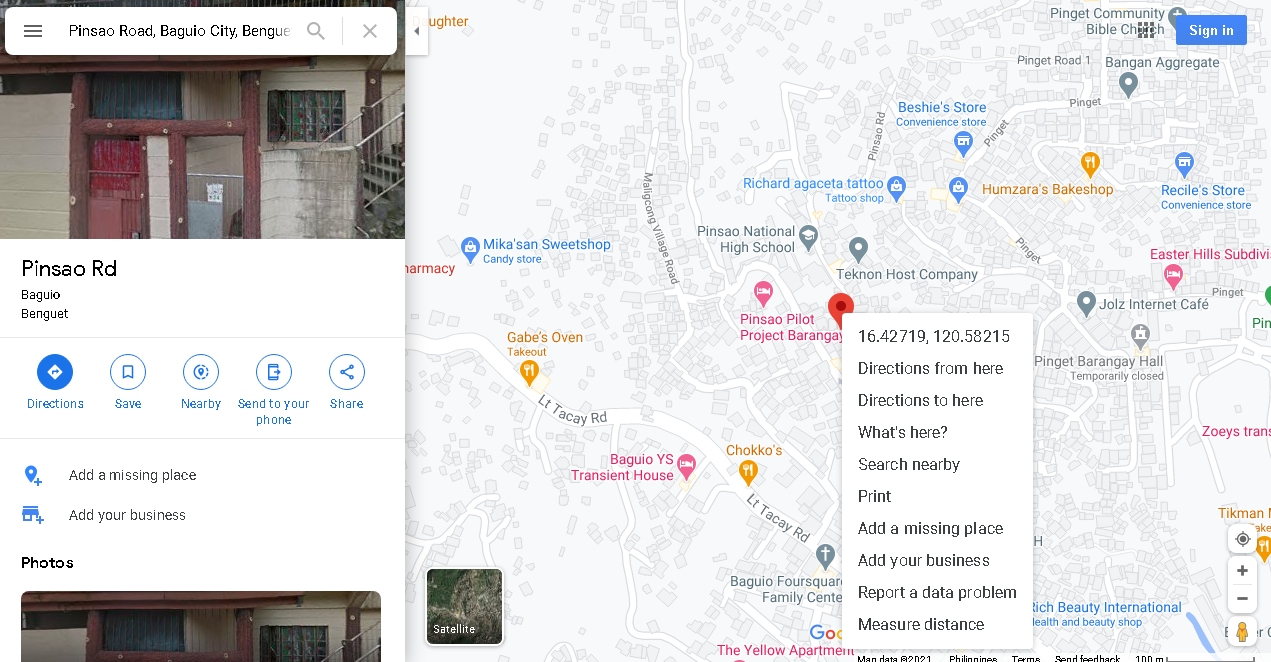 Pinsao Road, Baguio City, Bengue
Pinsao Rd
Baguio
Benguet
Directions
Save
Nearby
Send to your
phone
Share
Add a missing place
Add your business
Photos
Satellite
Daughter
Pinget Community
Bible Church
Sign in
Pinget Road 1
Bangan Aggregate
Pinget
Beshie's Store
Convenience store
Pinsao Rd
Pinget
Richard agaceta tattoo
Tattoo shop
Humzara's Bakeshop
Recile's Store
Convenience store
Maligcong Village Road
Pinsao National
High School
Mika'san Sweetshop
Candy store
harmacy
Pinget
Teknon Host Company
Easter Hills Subdivi
Pinget
Jolz Internet Café
Pinsao Pilot
Project Barangay
Pin
Gabe's Oven
Takeout
16.42719, 120.58215
Directions from here
Directions to here
What's here?
Search nearby
Print
Add a missing place
Add your business
Report a data problem
Measure distance
Pinget Barangay Hall
Temporarily closed
Lt Tacay Rd
Zoeys trans
Chokko's
Baguio YS
Transient House
Lt Tacay Rd
Tikman M
Take
H
Baguio Foursquare
Family Cente
Rich Beauty International
Health and beauty shop
Goo
The Yellow Apartment
Map data ©2021
Philippines
Terms
Send feedback
100 m